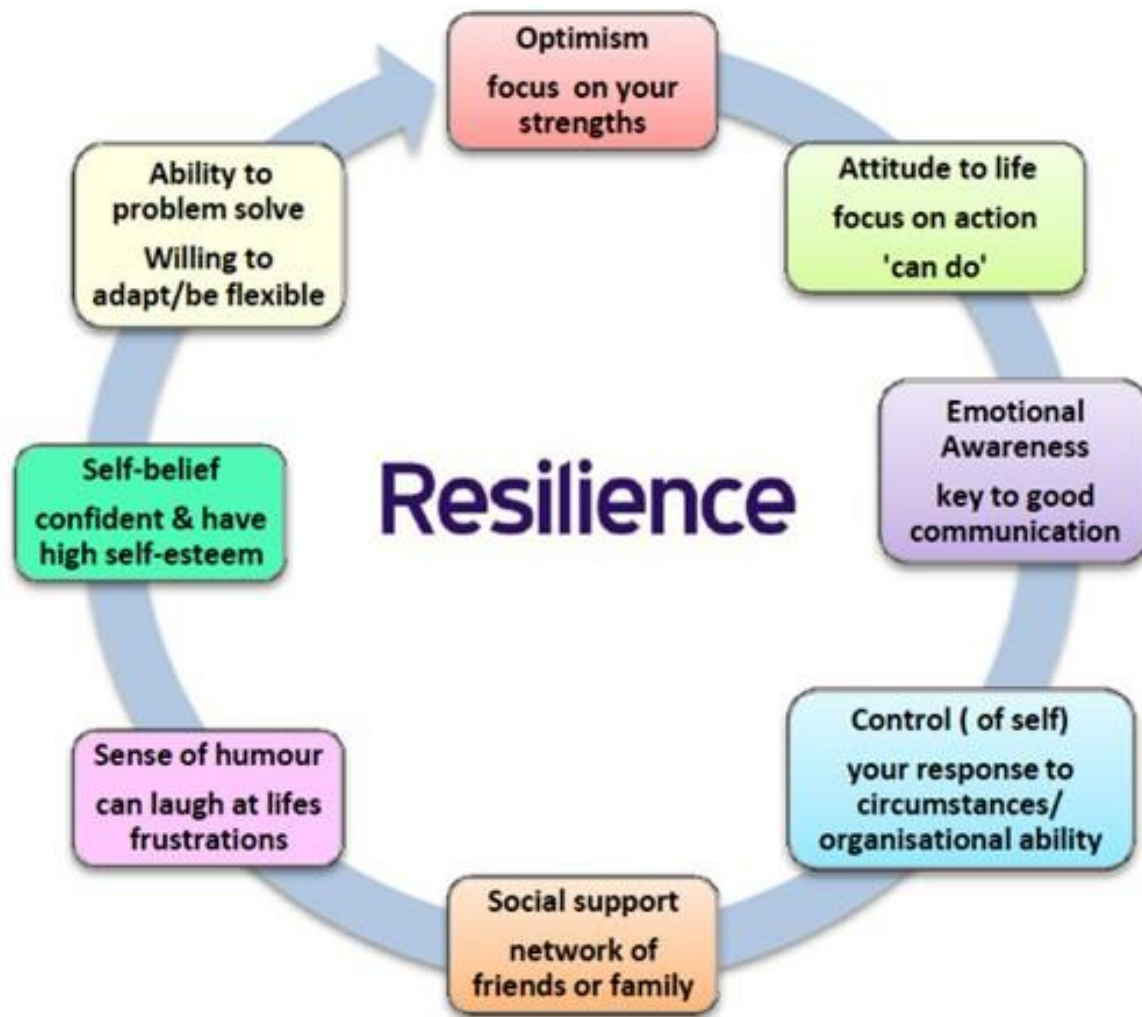 Optimism
focus on your
strengths
Attitude to life
focus on action
'can do'
Emotional
Awareness
key to good
communication
Control ( of self)
your response to
circumstances/
organisational ability
Social support
network of
friends or family
Sense of humour
can laugh at lifes
frustrations
Self-belief
confident & have
high self-esteem
Ability to
problem solve
Willing to
adapt/be flexible
Resilience